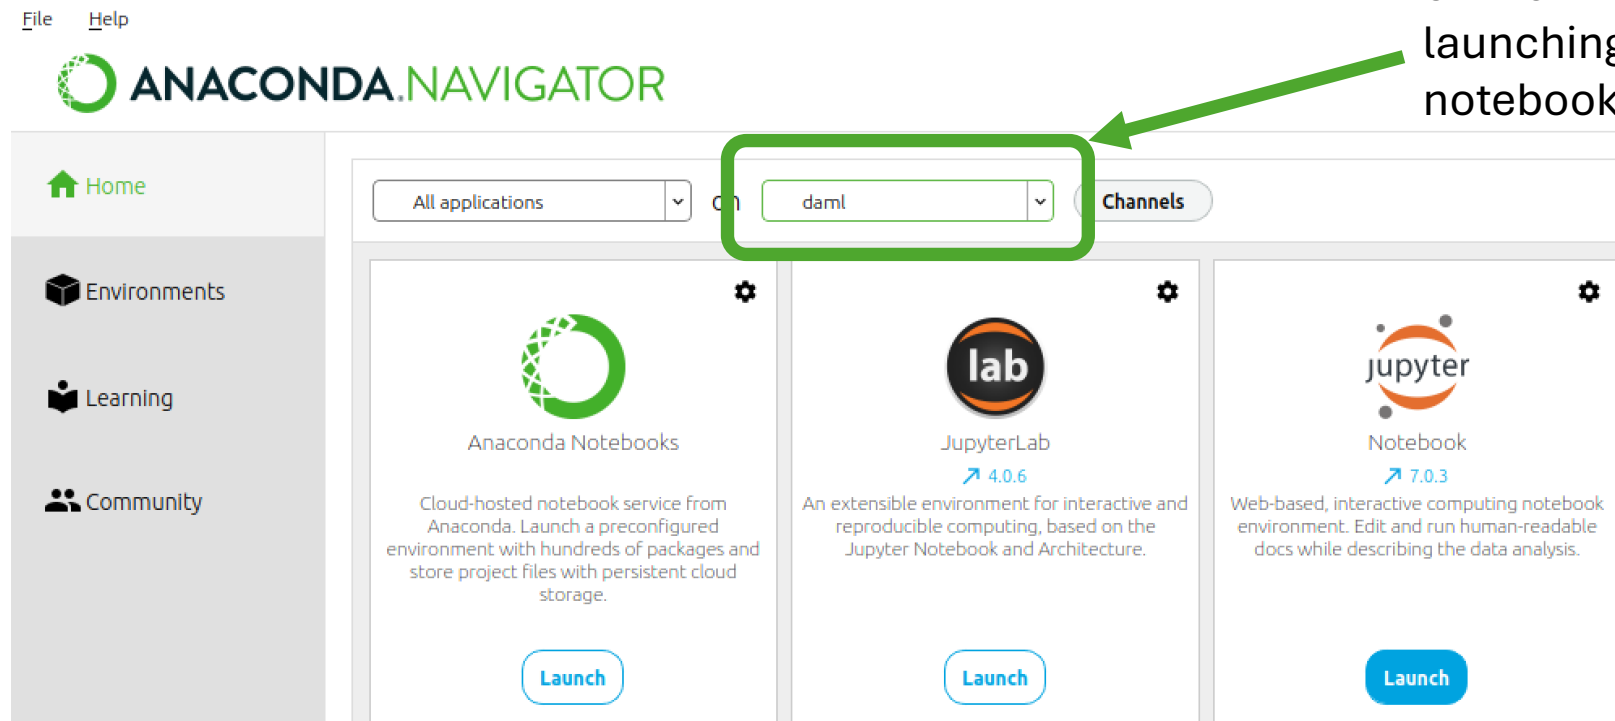 File Help
launching
notebook
ANACONDA.NAVIGATOR
Home
All applications on daml Channels
Environments
Learning
Community
Anaconda Notebooks
Cloud-hosted notebook service from
Anaconda. Launch a preconfigured
environment with hundreds of packages and
store project files with persistent cloud
storage.
Launch
lab
JupyterLab
4.0.6
An extensible environment for interactive and
reproducible computing, based on the
Jupyter Notebook and Architecture.
Launch
jupyter
Notebook
7.0.3
Web-based, interactive computing notebook
environment. Edit and run human-readable
docs while describing the data analysis.
Launch